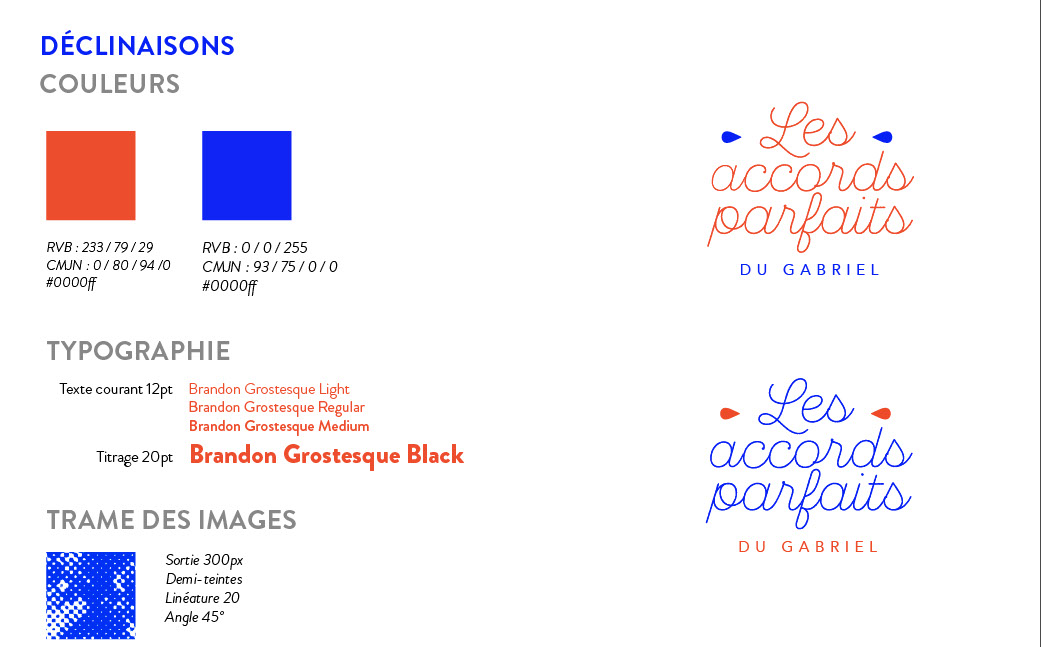 DÉCLINAISONS
COULEURS
RVB : 233 / 79 / 29
CMJN : 0 / 80 / 94 /0
#0000ff
RVB : 0 / 0 / 255
CMJN : 93 / 75 / 0 / 0
#0000ff
TYPOGRAPHIE
Texte courant 12pt
Brandon Grostesque Light
Brandon Grostesque Regular
Brandon Grostesque Medium
Titrage 20pt
Brandon Grostesque Black
TRAME DES IMAGES
Sortie 300px
Demi-teintes
Linéature 20
Angle 45°
Les
accords
parfaits
DU GABRIEL
Les
accords
parfaits
DU GABRIEL